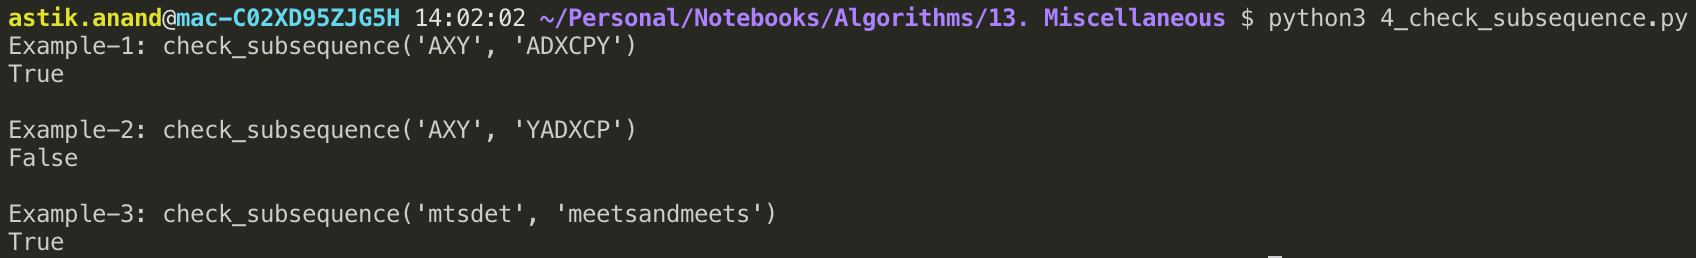 astik.anand@mac-C02XD95ZJG5H 14:02:02 ~/Personal/Notebooks/Algorithms/13. Miscellaneous $ python3 4_check_subsequence.py
Example-1: check_subsequence('AXY', 'ADXCPY')
True
Example-2: check_subsequence('AXY', 'YADXCP')
False
Example-3: check_subsequence('mtsdet', 'meetsandmeets')
True